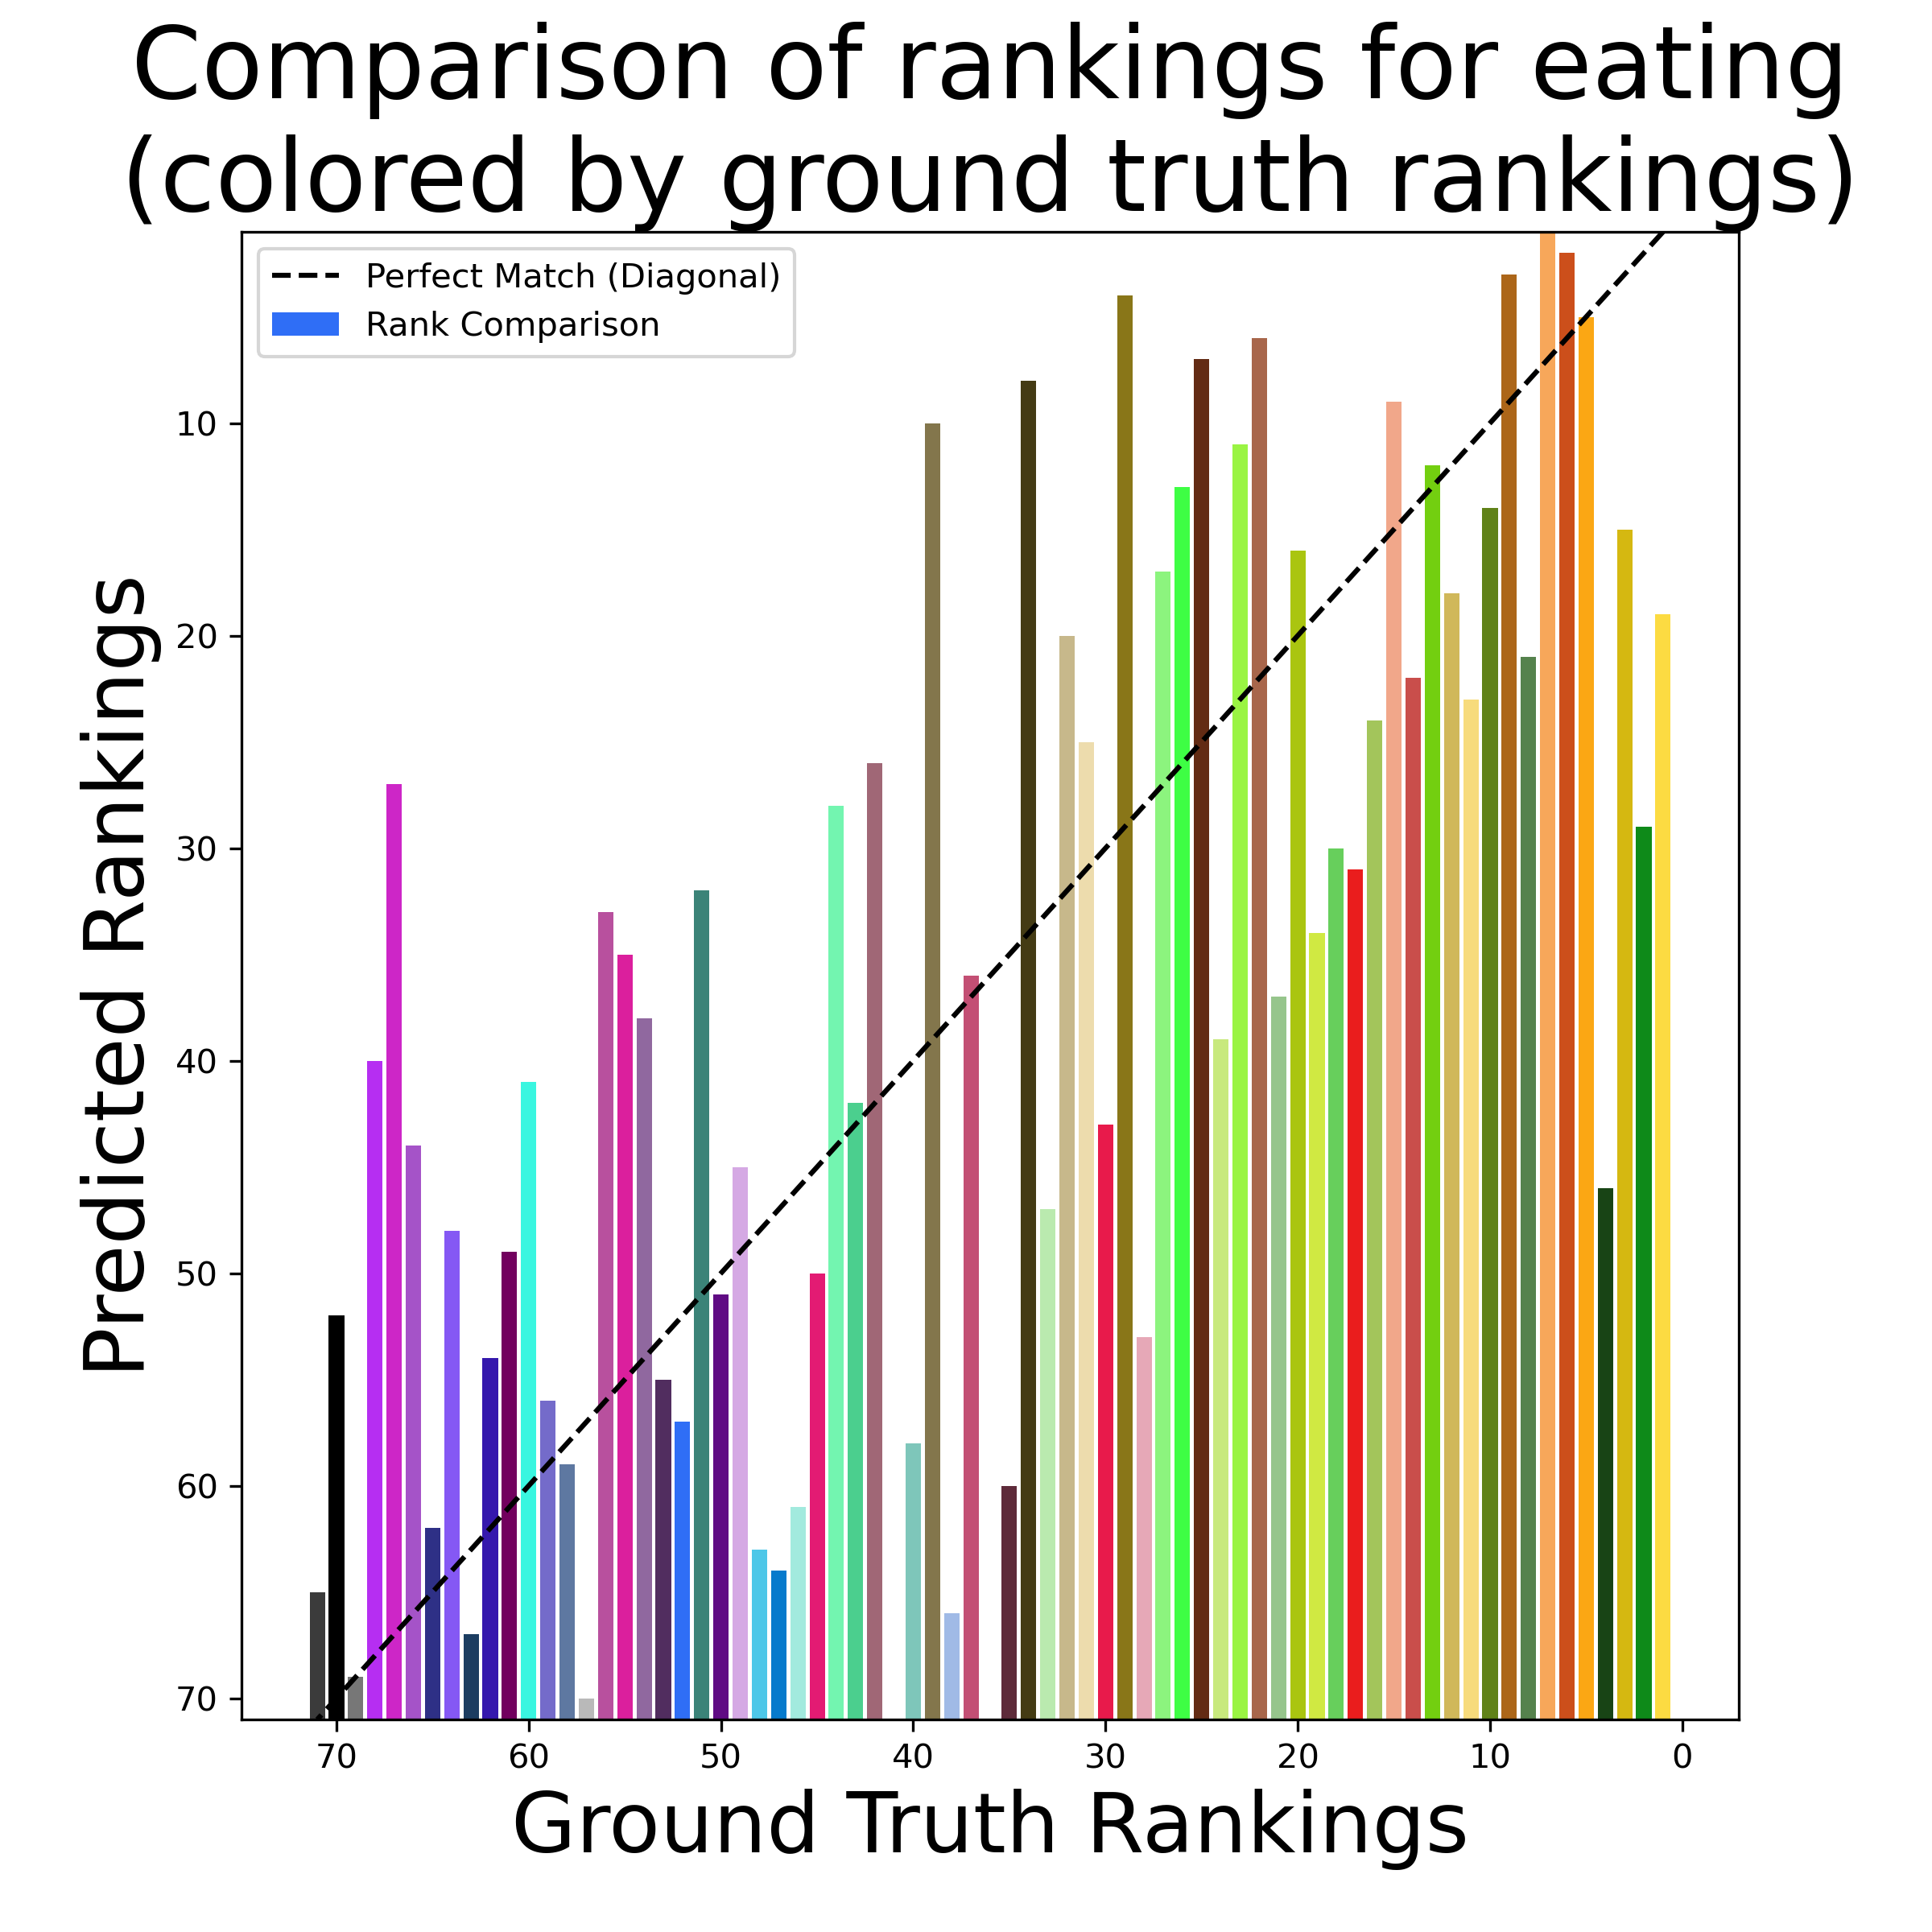 Comparison of rankings for eating
(colored by ground truth rankings)
Perfect Match (Diagonal)
Rank Comparison
Predicted Rankings
10
20
30
40
50
60
70
70
60
50
40
30
20
10
0
Ground Truth Rankings